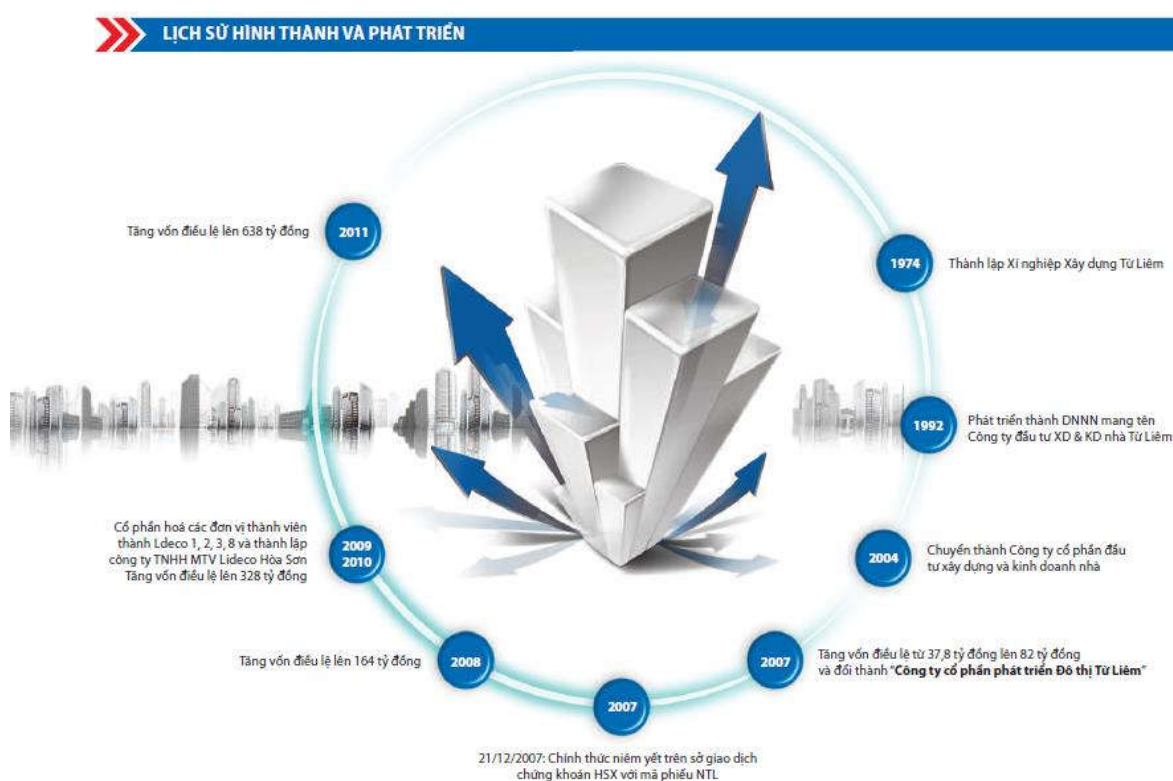 LỊCH SỬ HÌNH THÀNH VÀ PHÁT TRIỂN
1974
Thành lập Xí nghiệp Xây dựng Từ Liêm
1992
Phát triển thành DNNN mang tên
Công ty đầu tư XD & KD nhà Từ Liêm
2004
Chuyển thành Công ty cổ phần đầu
tư xây dựng và kinh doanh nhà
2007
Tăng vốn điều lệ từ 37,8 tỷ đồng lên 82 tỷ đồng
và đổi thành "Công ty cổ phần phát triển Đô thị Từ Liêm"
2007
21/12/2007: Chính thức niêm yết trên sở giao dịch
chứng khoán HSX với mã phiếu NTL
2008
Tăng vốn điều lệ lên 164 tỷ đồng
2009
2010
Cổ phần hoá các đơn vị thành viên
thành Ldeco 1, 2, 3, 8 và thành lập
công ty TNHH MTV Lideco Hòa Sơn
Tăng vốn điều lệ lên 328 tỷ đồng
2011
Tăng vốn điều lệ lên 638 tỷ đồng